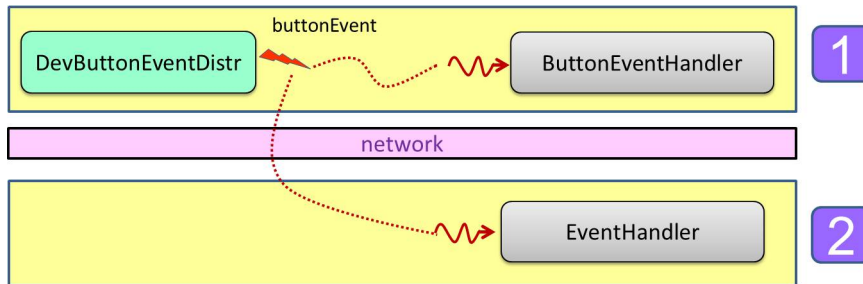 buttonEvent
DevButtonEventDistr
ButtonEventHandler
1
network
EventHandler
2